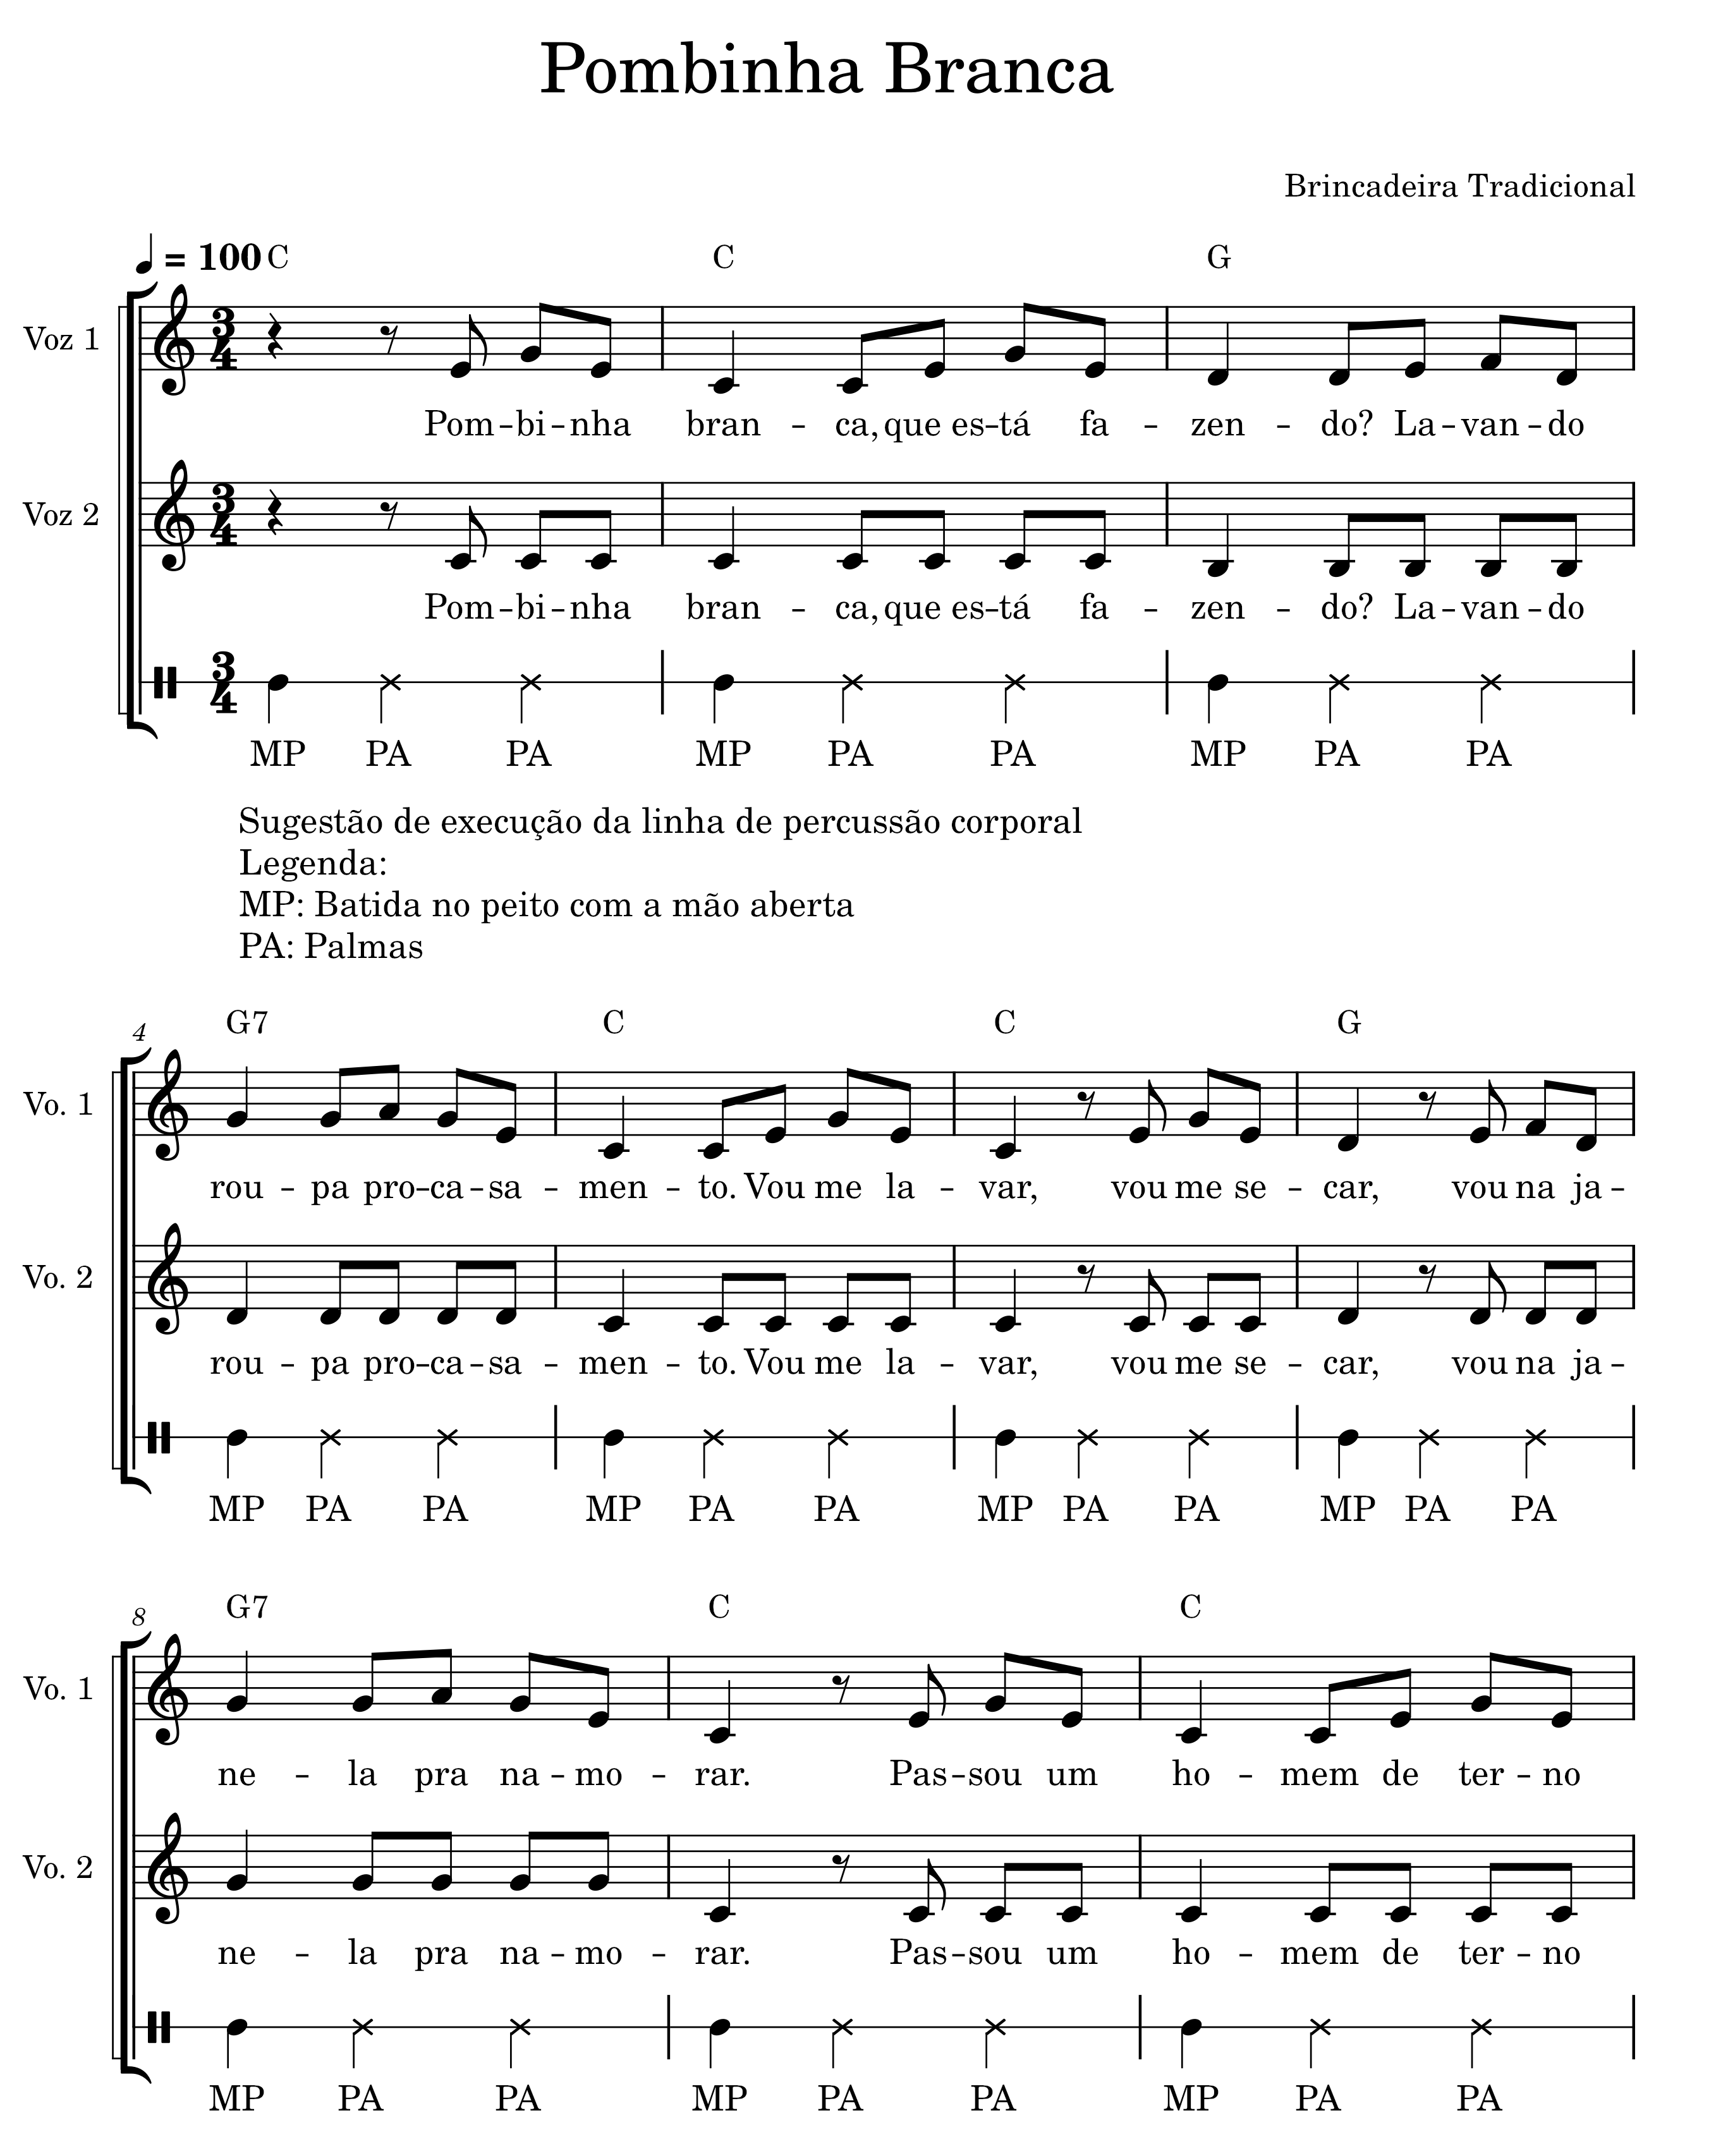 Pombinha Branca
Brincadeira Tradicional
= 100 C C G
Voz 1
3 4
Pom - bi - nha bran - ca, que es - tá fa - zen - do? La - van - do
Voz 2
3 4
Pom - bi - nha bran - ca, que es - tá fa - zen - do? La - van - do
3 4
MP PA PA MP PA PA MP PA PA
Sugestão de execução da linha de percussão corporal
Legenda:
MP: Batida no peito com a mão aberta
PA: Palmas
4 G7 C C G
Vo. 1
rou - pa pro - ca - sa - men - to. Vou me la - var, vou me se - car, vou na ja -
Vo. 2
rou - pa pro - ca - sa - men - to. Vou me la - var, vou me se - car, vou na ja -
MP PA PA MP PA PA MP PA PA MP PA PA
8 G7 C C
Vo. 1
ne - la pra na - mo - rar. Pas - sou um ho - mem de ter - no
Vo. 2
ne - la pra na - mo - rar. Pas - sou um ho - mem de ter - no
MP PA PA MP PA PA MP PA PA